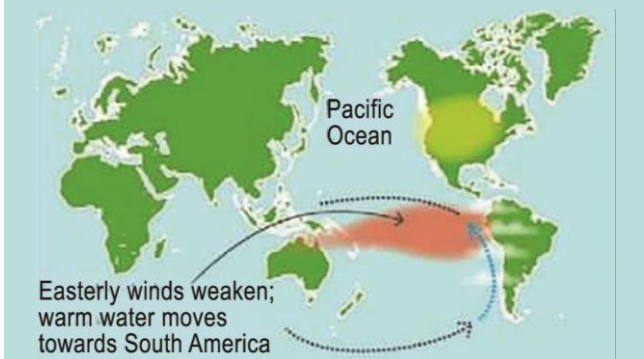 Pacific
Ocean
Easterly winds weaken;
warm water moves
towards South America